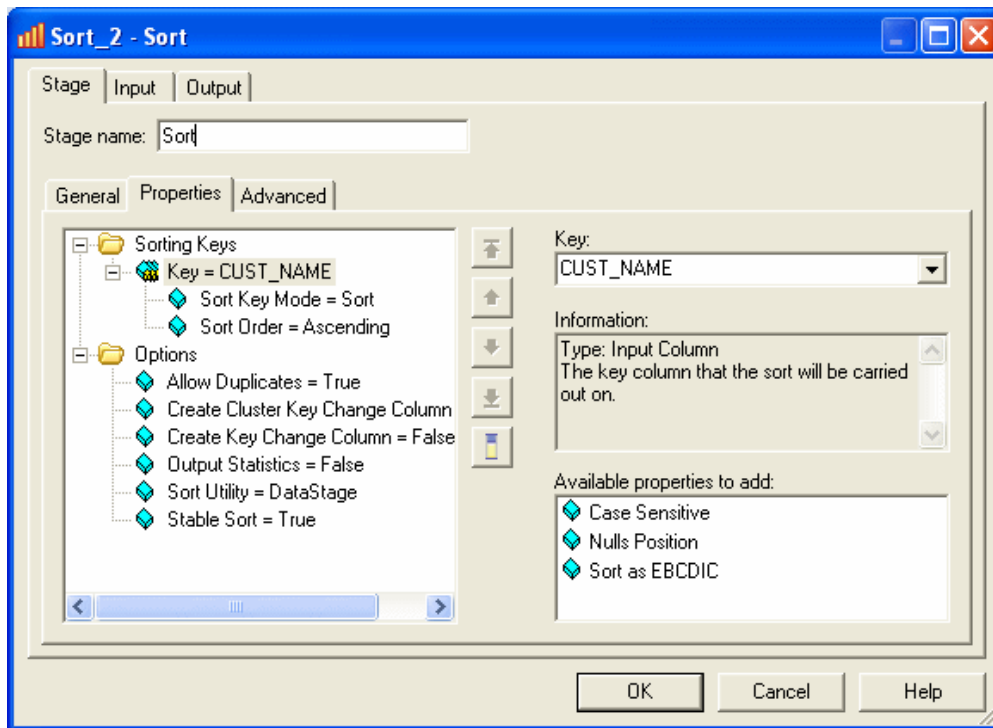 Sort_2 - Sort
Stage Input Output
Stage name: Sort
General Properties Advanced
Sorting Keys
Key = CUST_NAME
Sort Key Mode = Sort
Sort Order = Ascending
Options
Allow Duplicates = True
Create Cluster Key Change Column
Create Key Change Column = False
Output Statistics = False
Sort Utility = DataStage
Stable Sort = True
Key:
CUST_NAME
Information:
Type: Input Column
The key column that the sort will be carried
out on.
Available properties to add:
Case Sensitive
Nulls Position
Sort as EBCDIC
OK Cancel Help